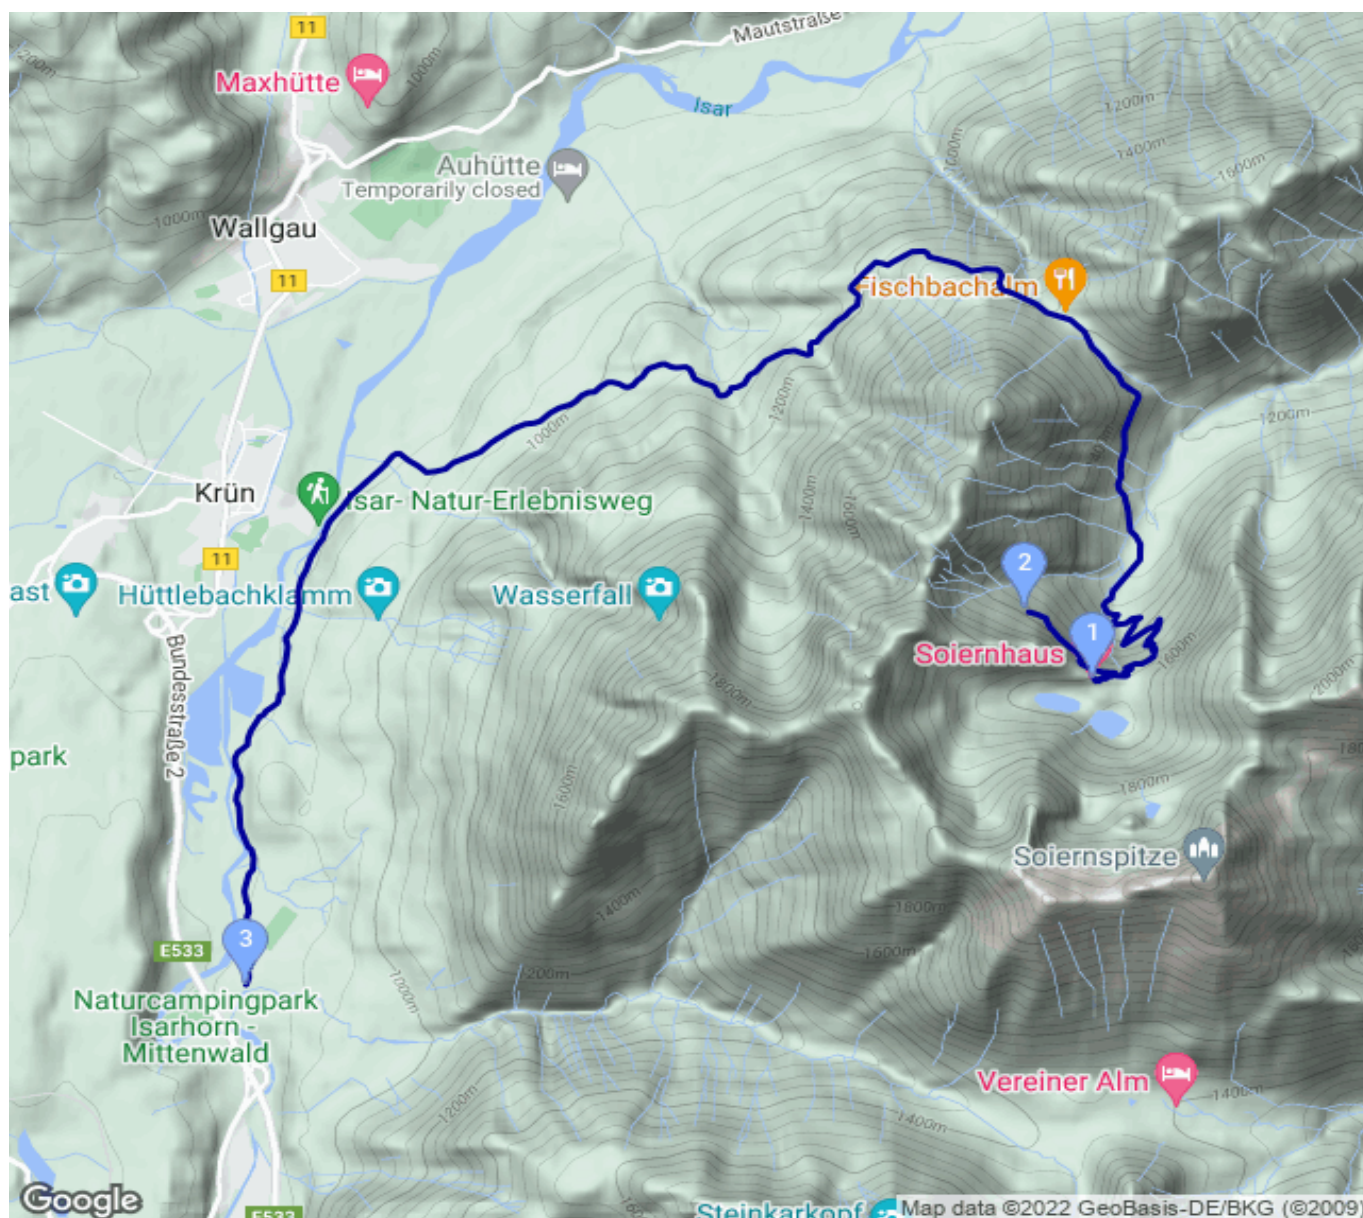 11
Mautstraße
1200m
1000m
Maxhütte
Isar
1200m
1000m
1400m
Auhütte
Temporarily closed
1600m
1000m
Wallgau
11
Fischbachalm
1200m
1200m
1000m
Krün
Isar- Natur-Erlebnisweg
1400m
1600m
11
2
ast
Hüttlebachklamm
Wasserfall
1
Soiernhaus
1600m
2000m
1800m
Bundesstraße 2
park
1600m
1800m
Soiernspitze
1400m
1800m
3
E533
1600m
1200m
1000m
Naturcampingpark
Isarhorn -
Mittenwald
Vereiner Alm
1400m
1200m
1400m
Google
E533
Steinkarkopf
Map data ©2022 GeoBasis-DE/BKG (©2009)